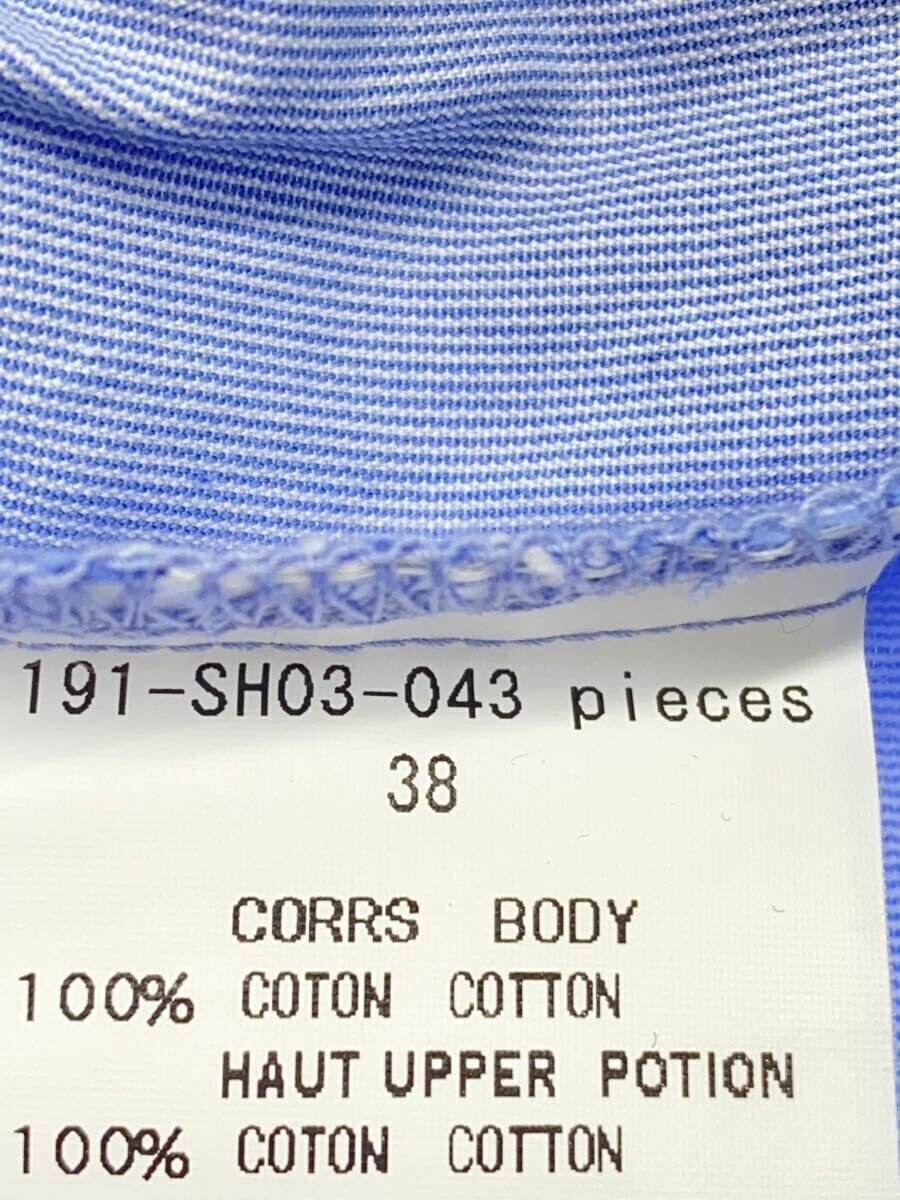 191-SH03-043 pieces
38
CORRS BODY
100% COTON COTTON
HAUT UPPER POTION
100% COTON COTTON